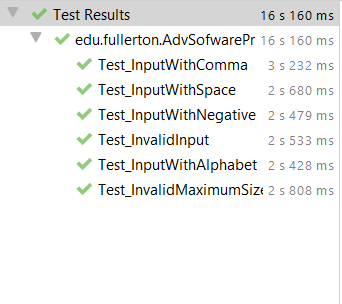 Test Results 16 s 160 ms
edu.fullerton.AdvSofwarePr 16 s 160 ms
Test_InputWithComma 3 s 232 ms
Test_InputWithSpace 2 s 680 ms
Test_InputWithNegative 2 s 479 ms
Test_InvalidInput 2 s 533 ms
Test_InputWithAlphabet 2 s 428 ms
Test_InvalidMaximumSize 2 s 808 ms